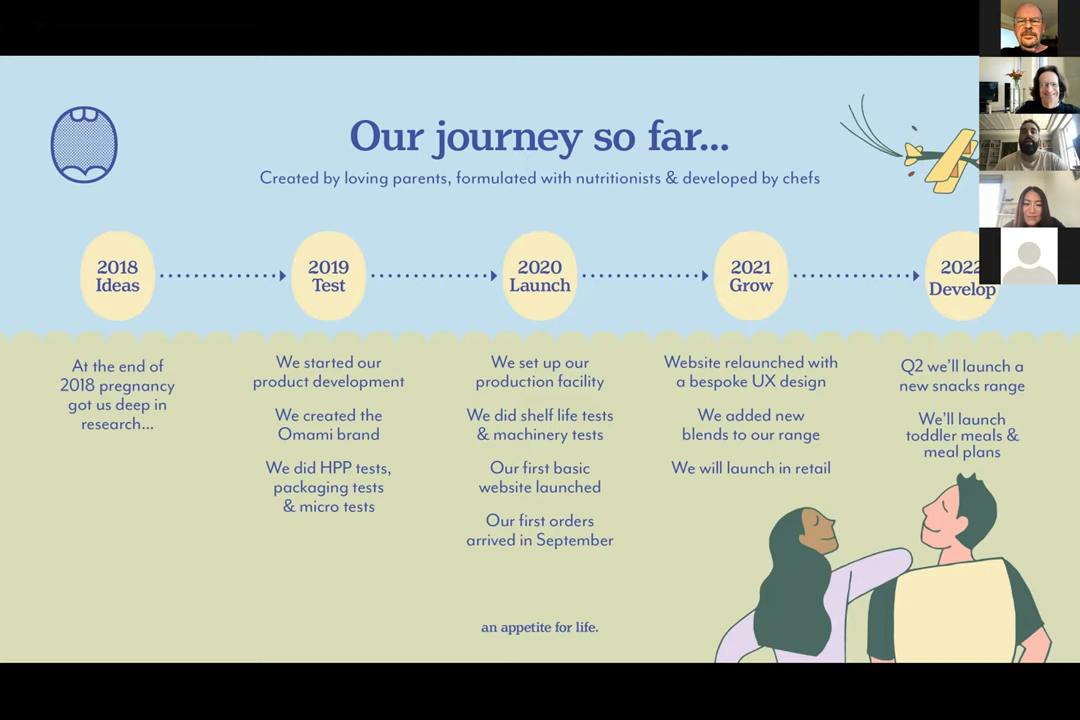 Our journey so far...
Created by loving parents, formulated with nutritionists & developed by chefs
2018
Ideas
2019
Test
2020
Launch
2021
Grow
2022
Develop
At the end of
2018 pregnancy
got us deep in
research...
We started our
product development
We created the
Omami brand
We did HPP tests,
packaging tests
& micro tests
We set up our
production facility
We did shelf life tests
& machinery tests
Our first basic
website launched
Our first orders
arrived in September
Website relaunched with
a bespoke UX design
We added new
blends to our range
We will launch in retail
Q2 we'll launch a
new snacks range
We'll launch
toddler meals &
meal plans
an appetite for life.